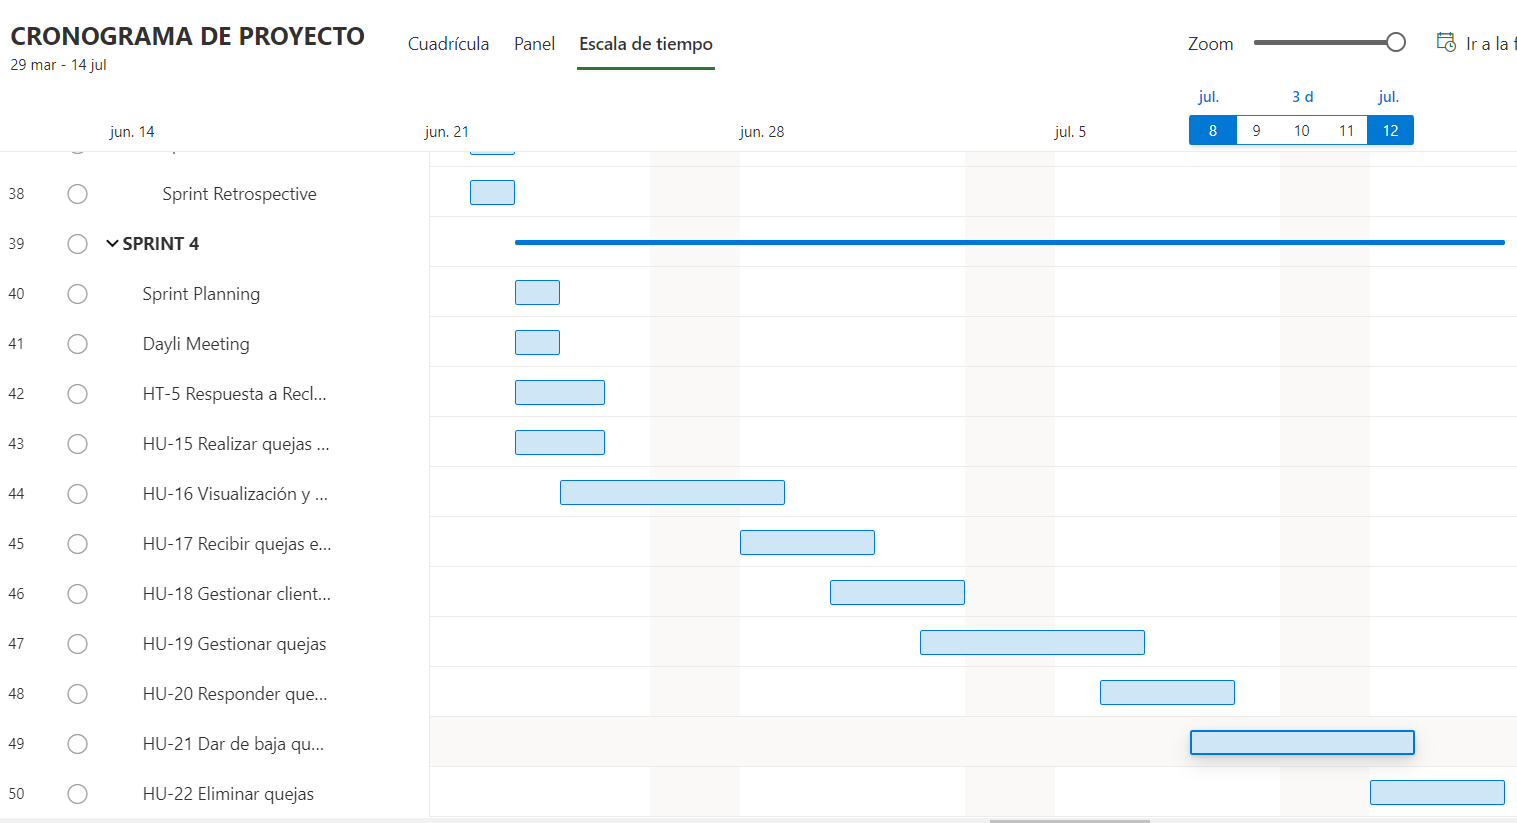 CRONOGRAMA DE PROYECTO
29 mar - 14 jul
Cuadrícula Panel Escala de tiempo
Zoom
Ir a la f
jul. 3 d jul.
jun. 14 jun. 21 jun. 28 jul. 5 8 9 10 11 12
38 Sprint Retrospective
39 SPRINT 4
40 Sprint Planning
41 Dayli Meeting
42 HT-5 Respuesta a Recl...
43 HU-15 Realizar quejas ...
44 HU-16 Visualización y ...
45 HU-17 Recibir quejas e...
46 HU-18 Gestionar client...
47 HU-19 Gestionar quejas
48 HU-20 Responder que...
49 HU-21 Dar de baja qu...
50 HU-22 Eliminar quejas